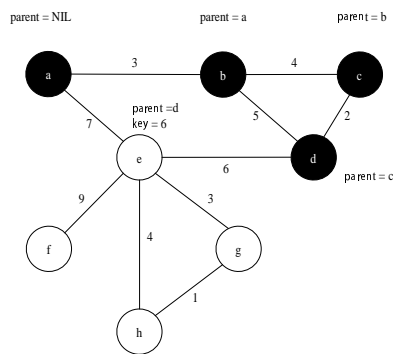 parent = NIL
parent = a
parent = b
a
3
b
4
c
7
parent =d
key = 6
5
2
e
6
d
parent = c
9
3
4
f
g
1
h